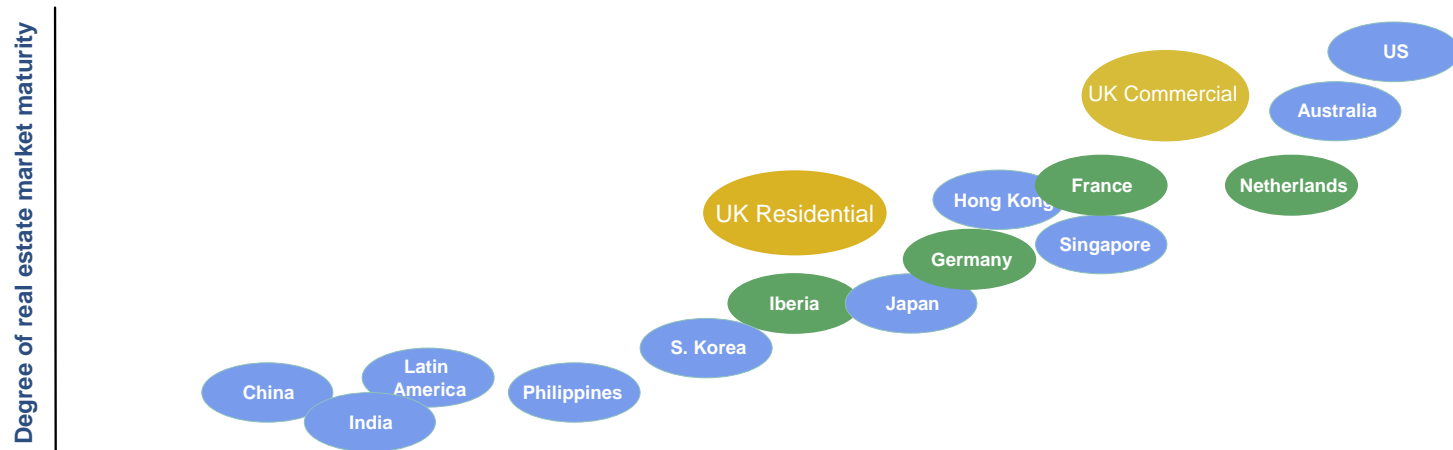 Degree of real estate market maturity
US
UK Commercial
Australia
France
Netherlands
Hong Kong
UK Residential
Singapore
Germany
Iberia
Japan
S. Korea
Latin
America
China
Philippines
India